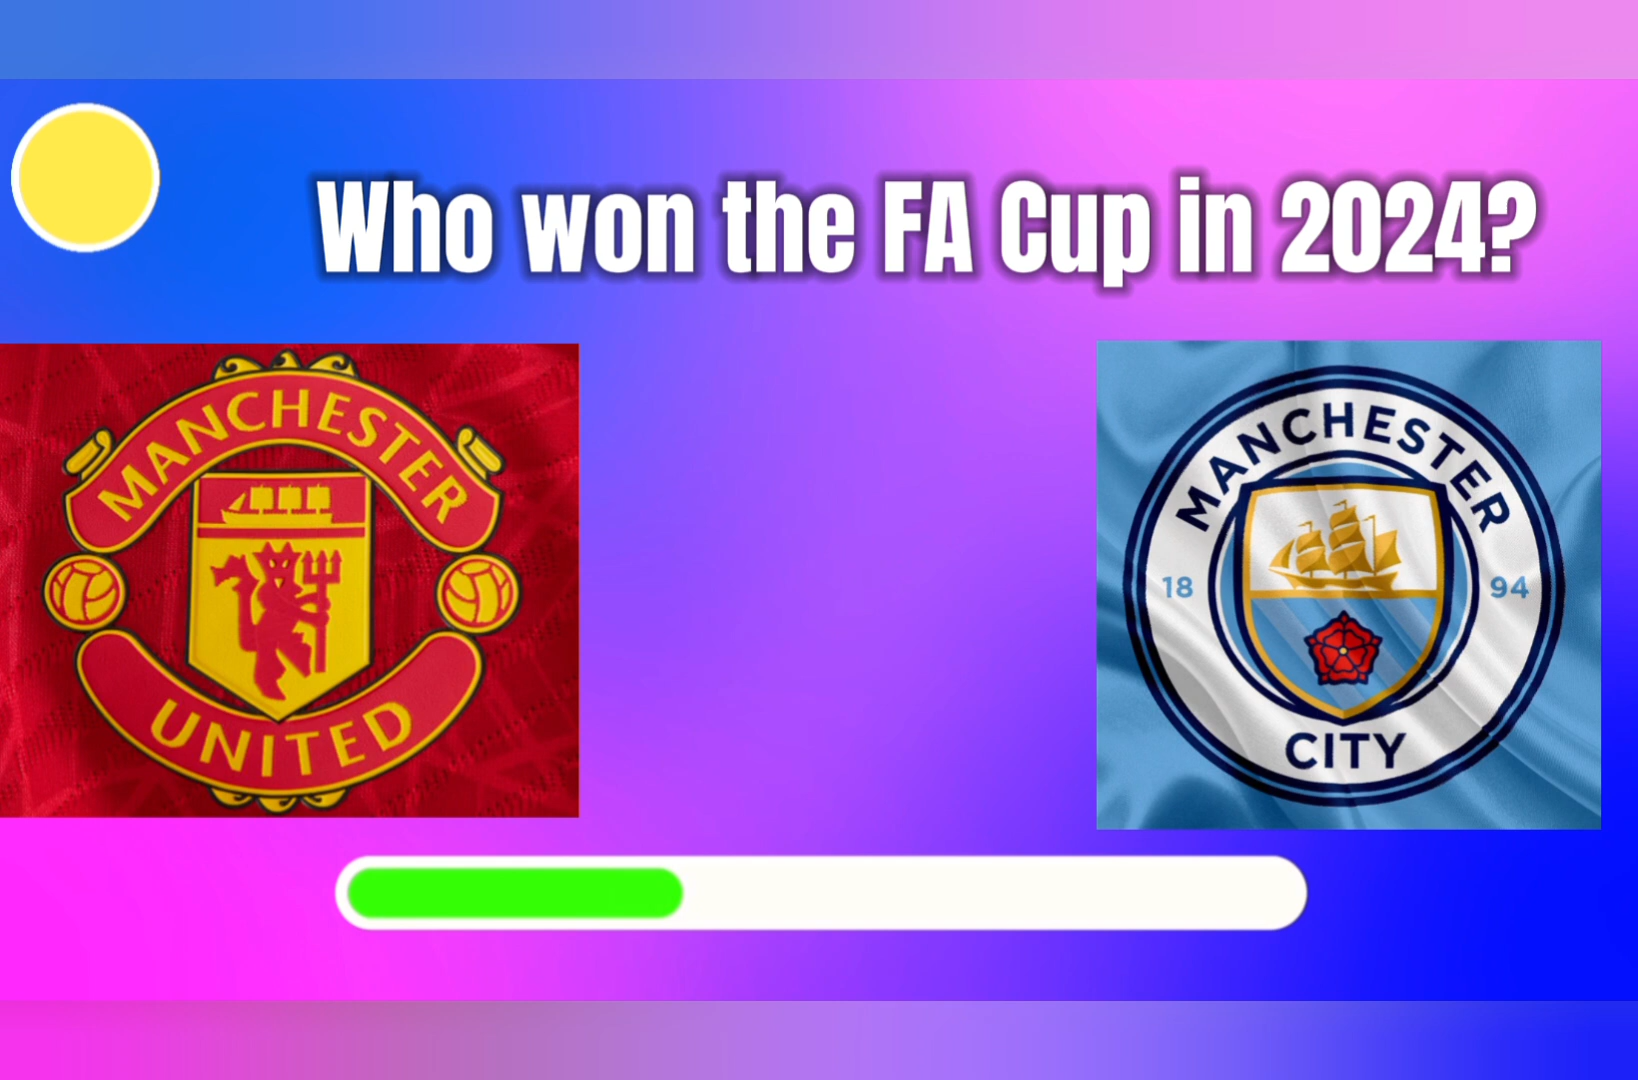 Who won the FA Cup in 2024?
MANCHESTER
UNITED
MANCHESTER
18 94
CITY